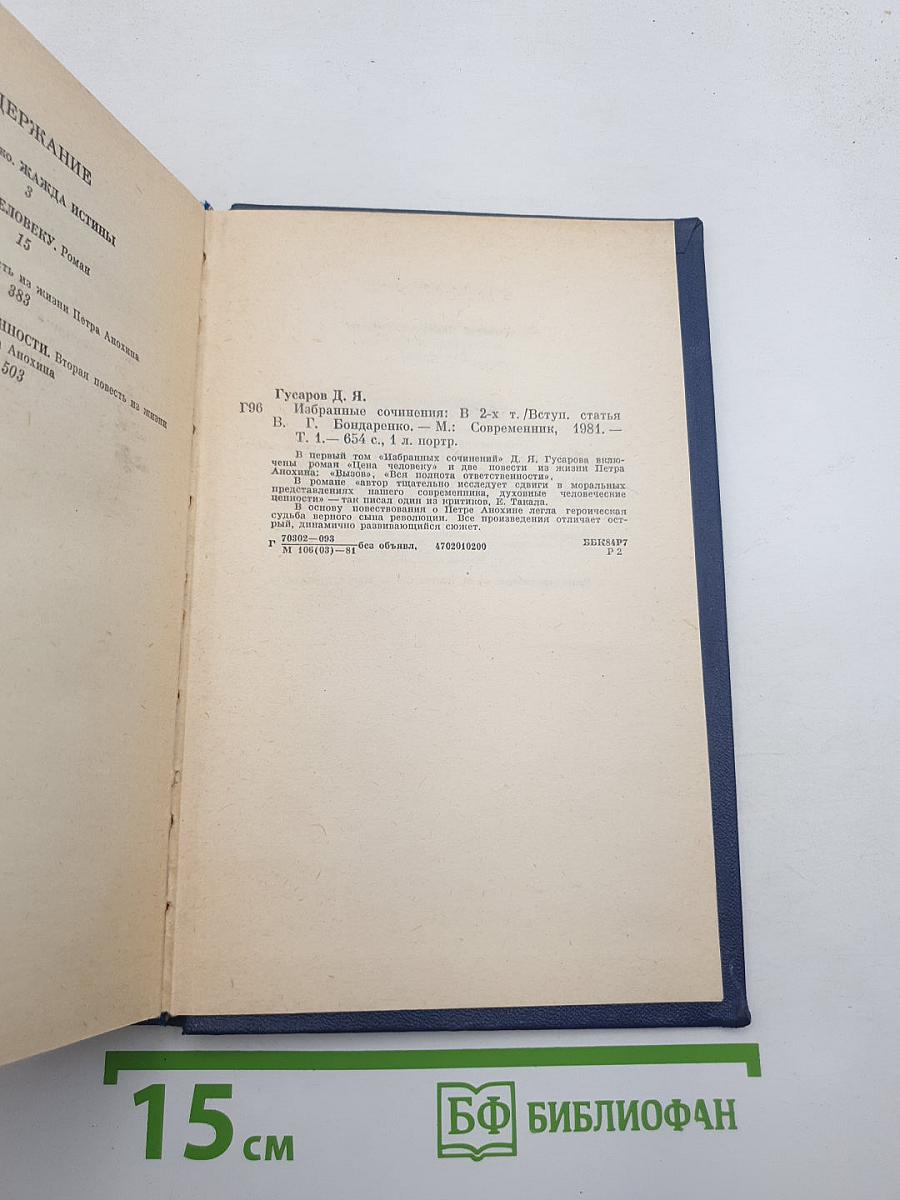 ДЕРЖАНИЕ
ЖАЖДА ИСТИНЫ
3
ЕЛОВЕКУ. Роман
15
из жизни Петра Анохина
383
ННОСТИ. Вторая повесть из жизни
Анохина
503
Гусаров Д. Я.
Г96 Избранные сочинения: В 2-х т. /Вступ. статья
В. Г. Бондаренко. — М.: Современник, 1981. —
Т. 1.— 654 с., 1 л. портр.
В первый том «Избранных сочинений» Д. Я. Гусарова вклю-
чены роман «Цена человеку» и две повести из жизни Петра
Анохина: «Вызов», «Вся полнота ответственности».
В романе «автор тщательно исследует сдвиги в моральных
представлениях нашего современника, духовные человеческие
ценности» — так писал один из критиков, Е. Такала.
В основу повествования о Петре Анохине легла героическая
судьба верного сына революции. Все произведения отличает ост-
рый, динамично развивающийся сюжет.
Г 70302—093
М 106(03)—81 без объявл. 4702010200
ББК84Р7
Р2
15 см
БФ БИБЛИОФАН